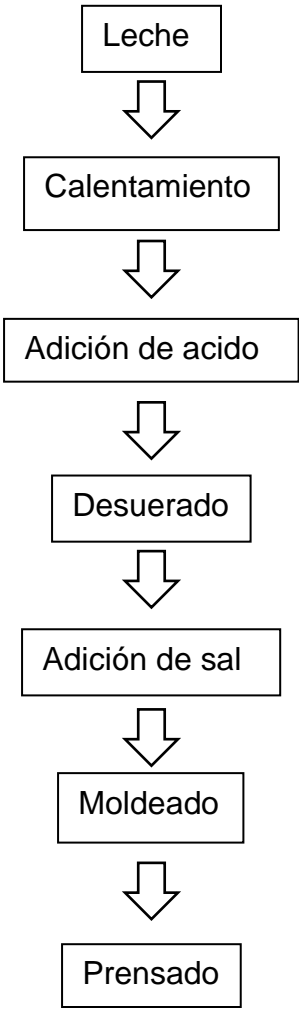 Leche
Calentamiento
Adición de acido
Desuerado
Adición de sal
Moldeado
Prensado